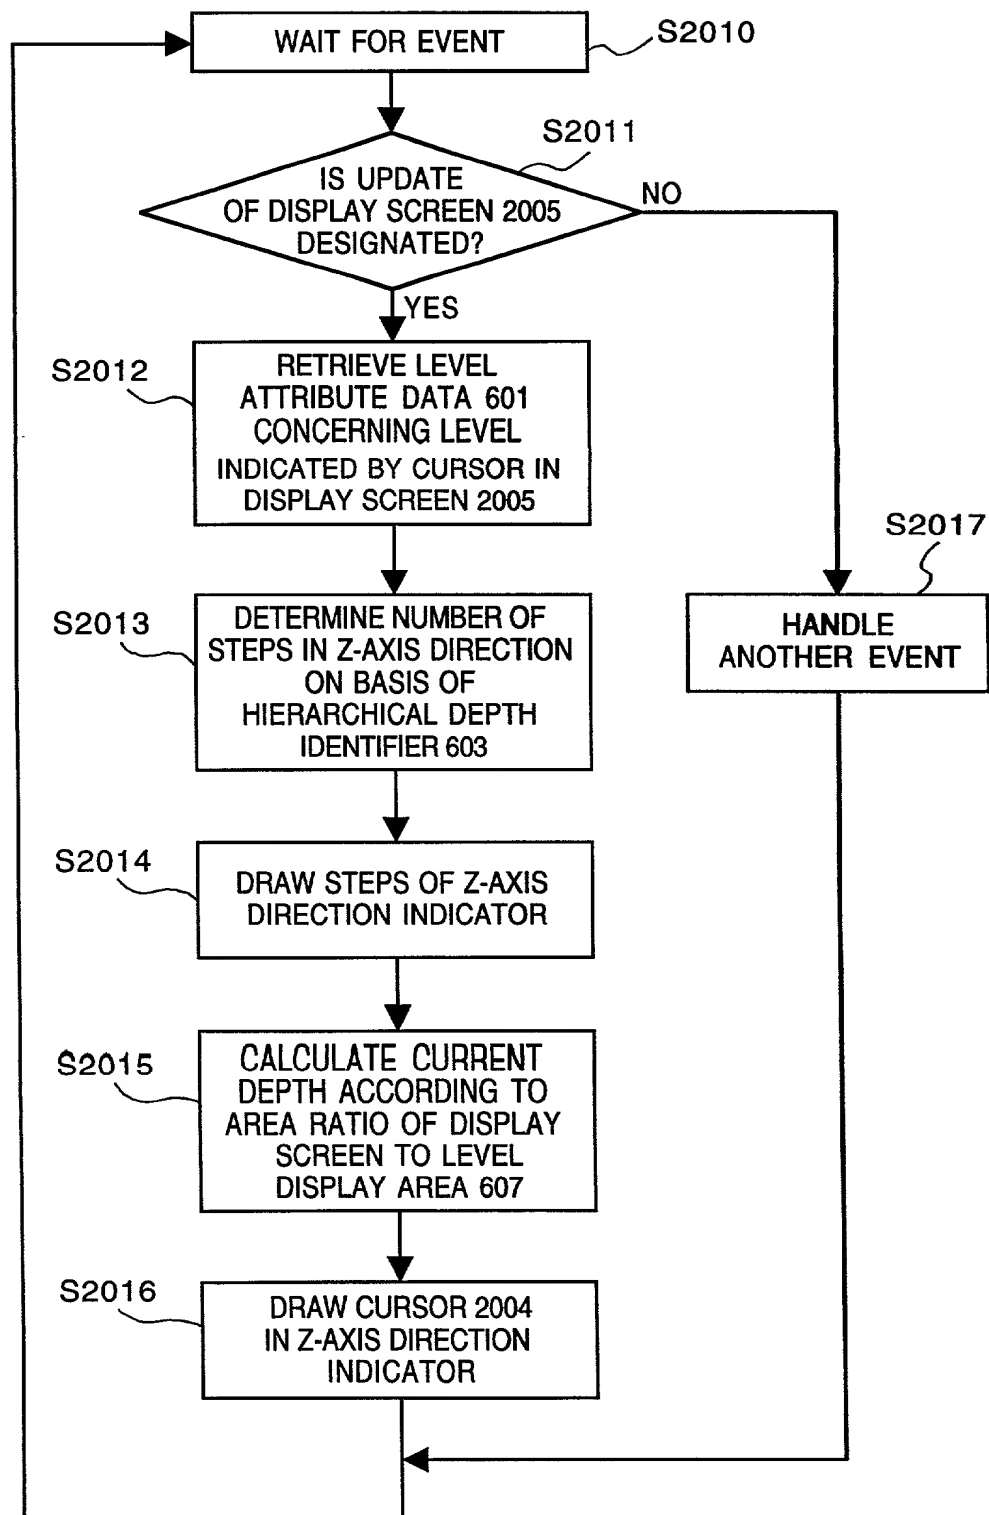 WAIT FOR EVENT
S2010
S2011
IS UPDATE
OF DISPLAY SCREEN 2005
DESIGNATED?
NO
YES
S2012
RETRIEVE LEVEL
ATTRIBUTE DATA 601
CONCERNING LEVEL
INDICATED BY CURSOR IN
DISPLAY SCREEN 2005
S2017
HANDLE
ANOTHER EVENT
S2013
DETERMINE NUMBER OF
STEPS IN Z-AXIS DIRECTION
ON BASIS OF
HIERARCHICAL DEPTH
IDENTIFIER 603
S2014
DRAW STEPS OF Z-AXIS
DIRECTION INDICATOR
S2015
CALCULATE CURRENT
DEPTH ACCORDING TO
AREA RATIO OF DISPLAY
SCREEN TO LEVEL
DISPLAY AREA 607
S2016
DRAW CURSOR 2004
IN Z-AXIS DIRECTION
INDICATOR